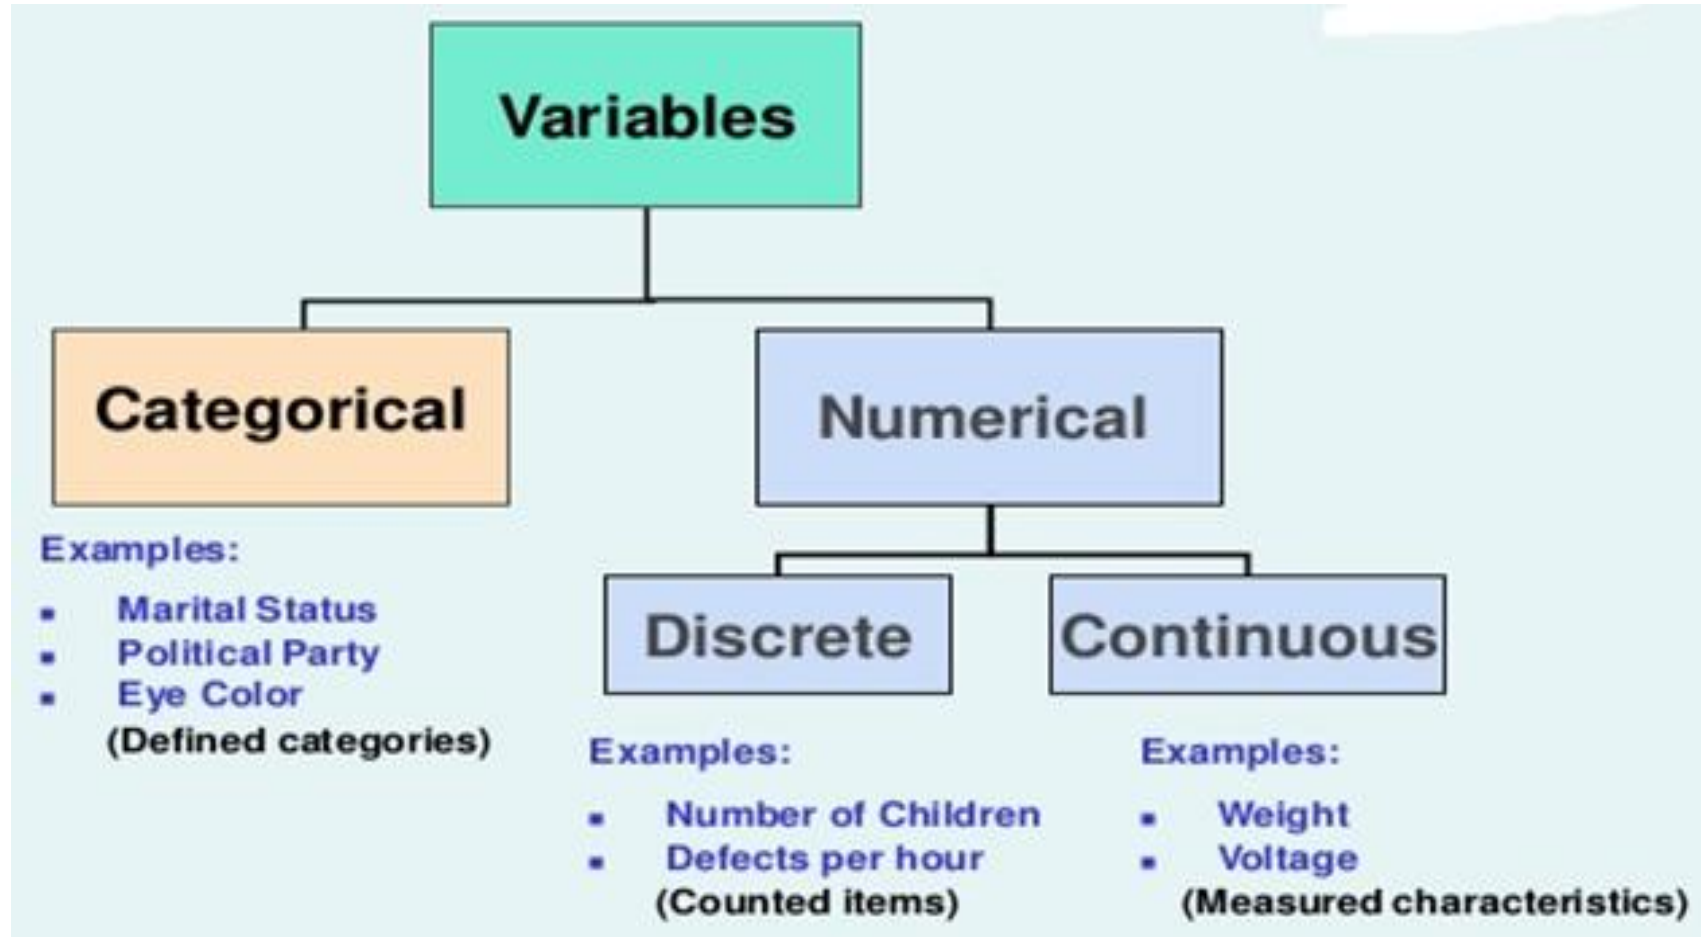 Variables
Categorical
Numerical
Examples:
▪ Marital Status
▪ Political Party
▪ Eye Color
(Defined categories)
Discrete
Continuous
Examples:
▪ Number of Children
▪ Defects per hour
(Counted items)
Examples:
▪ Weight
▪ Voltage
(Measured characteristics)